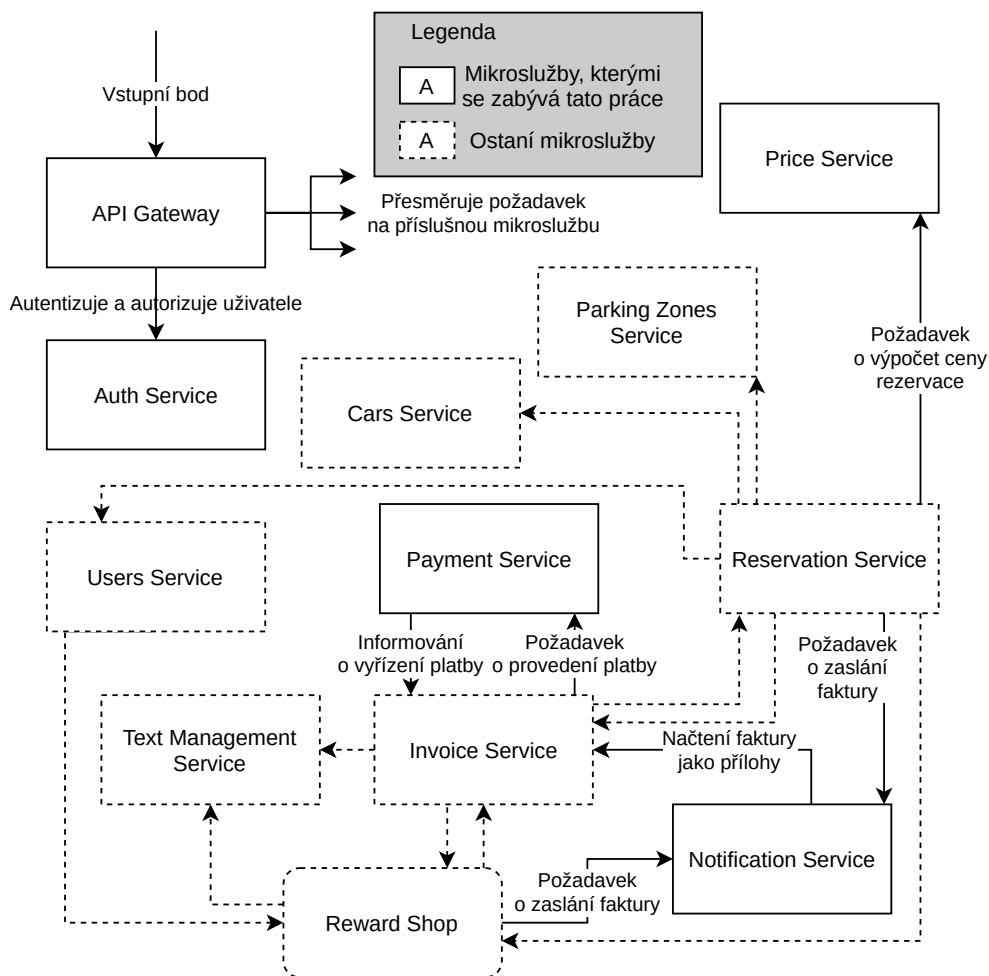 Legenda
A
Mikroslužby, kterými
se zabývá tato práce
A
Ostaní mikroslužby
Vstupní bod
API Gateway
Přesměruje požadavek
na příslušnou mikroslužbu
Price Service
Autentizuje a autorizuje uživatele
Auth Service
Parking Zones
Service
Cars Service
Požadavek
o výpočet ceny
rezervace
Users Service
Payment Service
Reservation Service
Informování
o vyřízení platby
Požadavek
o provedení platby
Požadavek
o zaslání
faktury
Text Management
Service
Invoice Service
Načtení faktury
jako přílohy
Notification Service
Reward Shop
Požadavek
o zaslání faktury